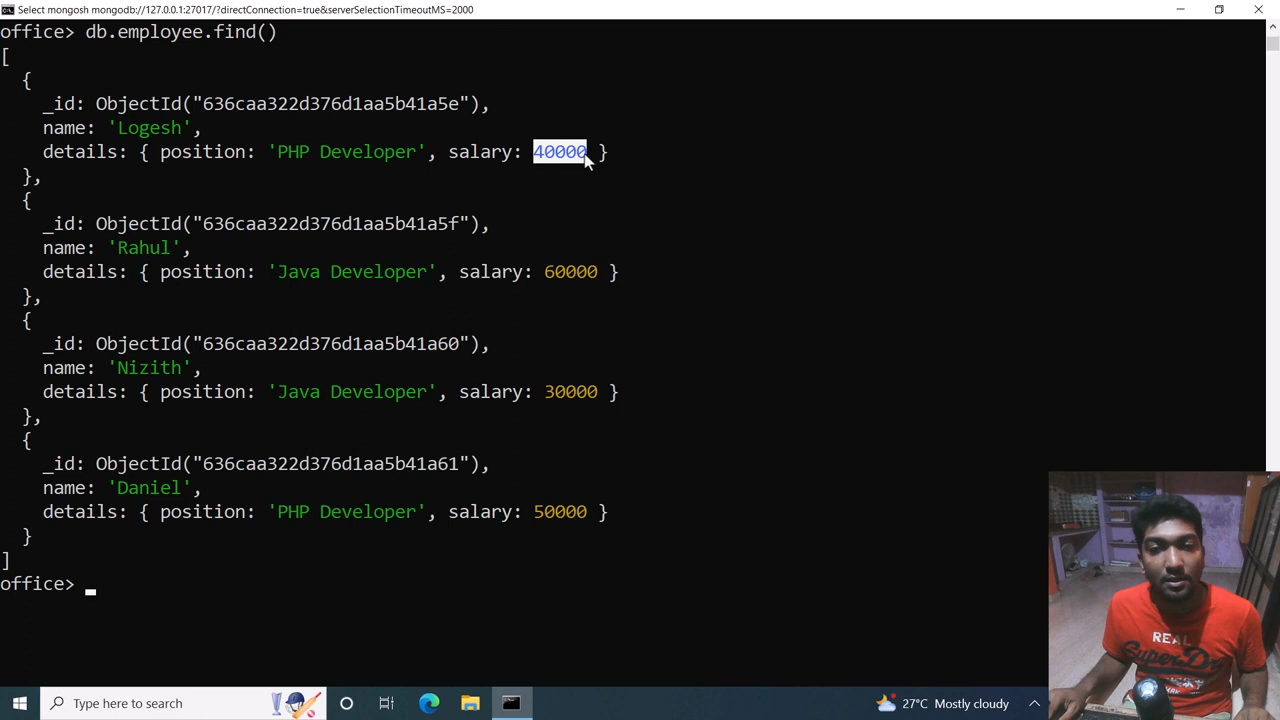 Select mongosh mongodb://127.0.0.1:27017/?directConnection=true&serverSelectionTimeoutMS=2000
office> db.employee.find()
[
{
_id: ObjectId("636caa322d376d1aa5b41a5e"),
name: 'Logesh',
details: { position: 'PHP Developer', salary: 40000 }
},
{
_id: ObjectId("636caa322d376d1aa5b41a5f"),
name: 'Rahul',
details: { position: 'Java Developer', salary: 60000 }
},
{
_id: ObjectId("636caa322d376d1aa5b41a60"),
name: 'Nizith',
details: { position: 'Java Developer', salary: 30000 }
},
{
_id: ObjectId("636caa322d376d1aa5b41a61"),
name: 'Daniel',
details: { position: 'PHP Developer', salary: 50000 }
}
]
office>
REAL
SuperDry
Type here to search
27°C Mostly cloudy